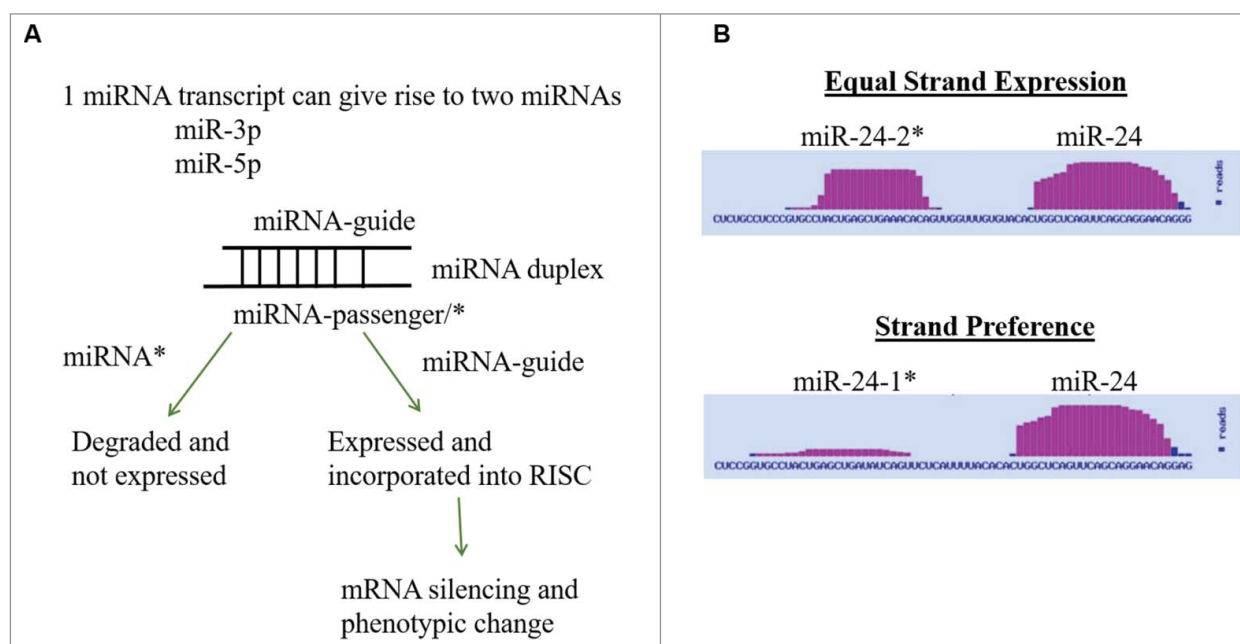 A
1 miRNA transcript can give rise to two miRNAs
miR-3p
miR-5p
miRNA-guide
miRNA duplex
miRNA-passenger/*
miRNA*
miRNA-guide
Degraded and
not expressed
Expressed and
incorporated into RISC
mRNA silencing and
phenotypic change
B
Equal Strand Expression
miR-24-2*
miR-24
# reads
CUCUGCCUCCCGUGCCUACUGAGCUGAAACACAGUUGGUUUGUGUACACUGGCUCAGUUCAGCAGGAACAGGG
Strand Preference
miR-24-1*
miR-24
# reads
CUCCGGUGCCUACUGAGCUGAUAUCAGUUCUCAUUUUACACACUGGCUCAGUUCAGCAGGAACAGGAG